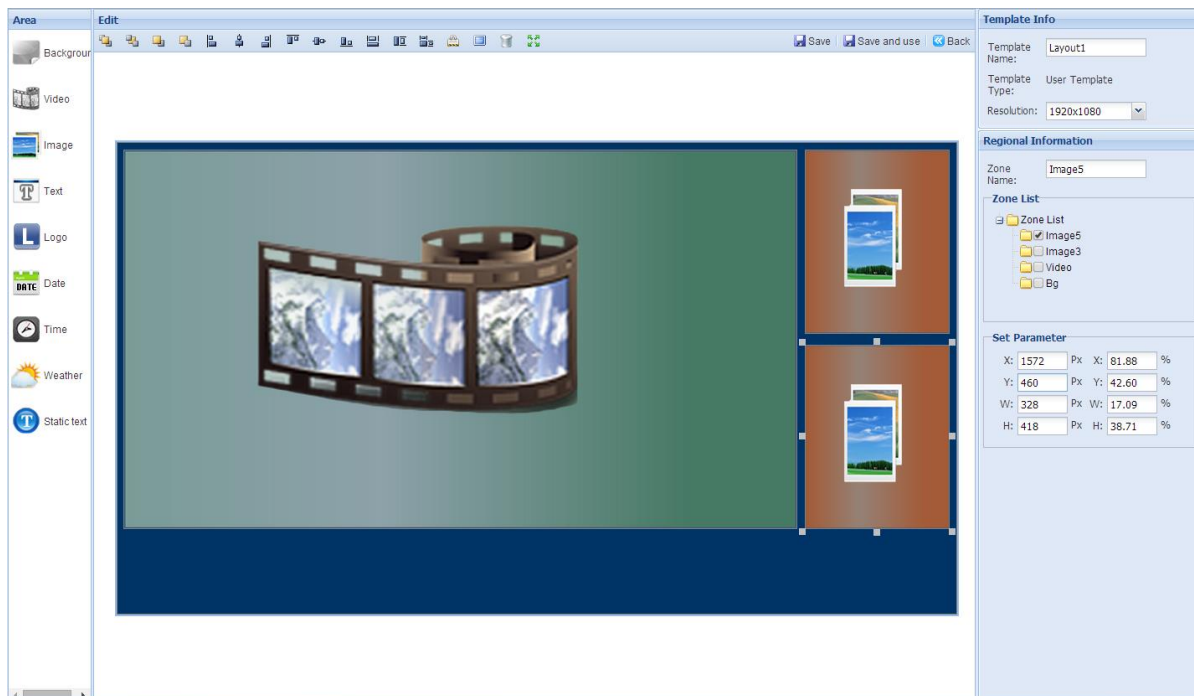 Area
Backgrour
Video
Image
Text
L
Logo
DATE
Date
Time
Weather
T
Static text
Edit
Save
Save and use
Back
Template Info
Template Name:
Layout1
Template Type:
User Template
Resolution:
1920x1080
Regional Information
Zone Name:
Image5
Zone List
Zone List
Image5
Image3
Video
Bg
Set Parameter
X: 1572 Px X: 81.88 %
Y: 460 Px Y: 42.60 %
W: 328 Px W: 17.09 %
H: 418 Px H: 38.71 %